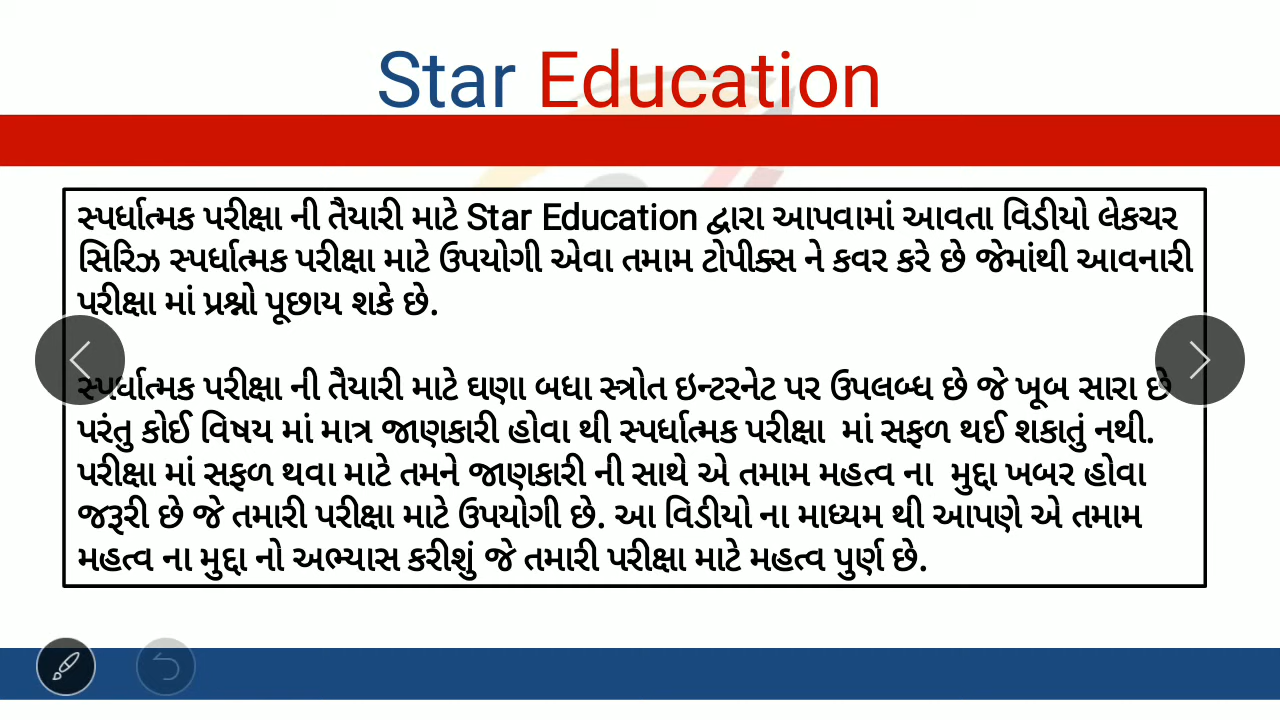 Star Education
સ્પર્ધાત્મક પરીક્ષા ની તૈયારી માટે Star Education દ્વારા આપવામાં આવતા વિડીયો લેકચર
સિરિઝ સ્પર્ધાત્મક પરીક્ષા માટે ઉપયોગી એવા તમામ ટોપીક્સ ને કવર કરે છે જેમાંથી આવનારી
પરીક્ષા માં પ્રશ્નો પૂછાય શકે છે.
સ્પર્ધાત્મક પરીક્ષા ની તૈયારી માટે ઘણા બધા સ્ત્રોત ઇન્ટરનેટ પર ઉપલબ્ધ છે જે ખૂબ સારા છે
પરંતુ કોઈ વિષય માં માત્ર જાણકારી હોવા થી સ્પર્ધાત્મક પરીક્ષા માં સફળ થઈ શકાતું નથી.
પરીક્ષા માં સફળ થવા માટે તમને જાણકારી ની સાથે એ તમામ મહત્વ ના મુદ્દા ખબર હોવા
જરૂરી છે જે તમારી પરીક્ષા માટે ઉપયોગી છે. આ વિડીયો ના માધ્યમ થી આપણે એ તમામ
મહત્વ ના મુદ્દા નો અભ્યાસ કરીશું જે તમારી પરીક્ષા માટે મહત્વ પુર્ણ છે.